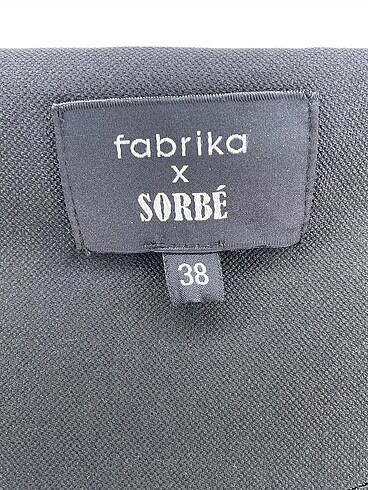 fabrika
x
SORBÉ
38